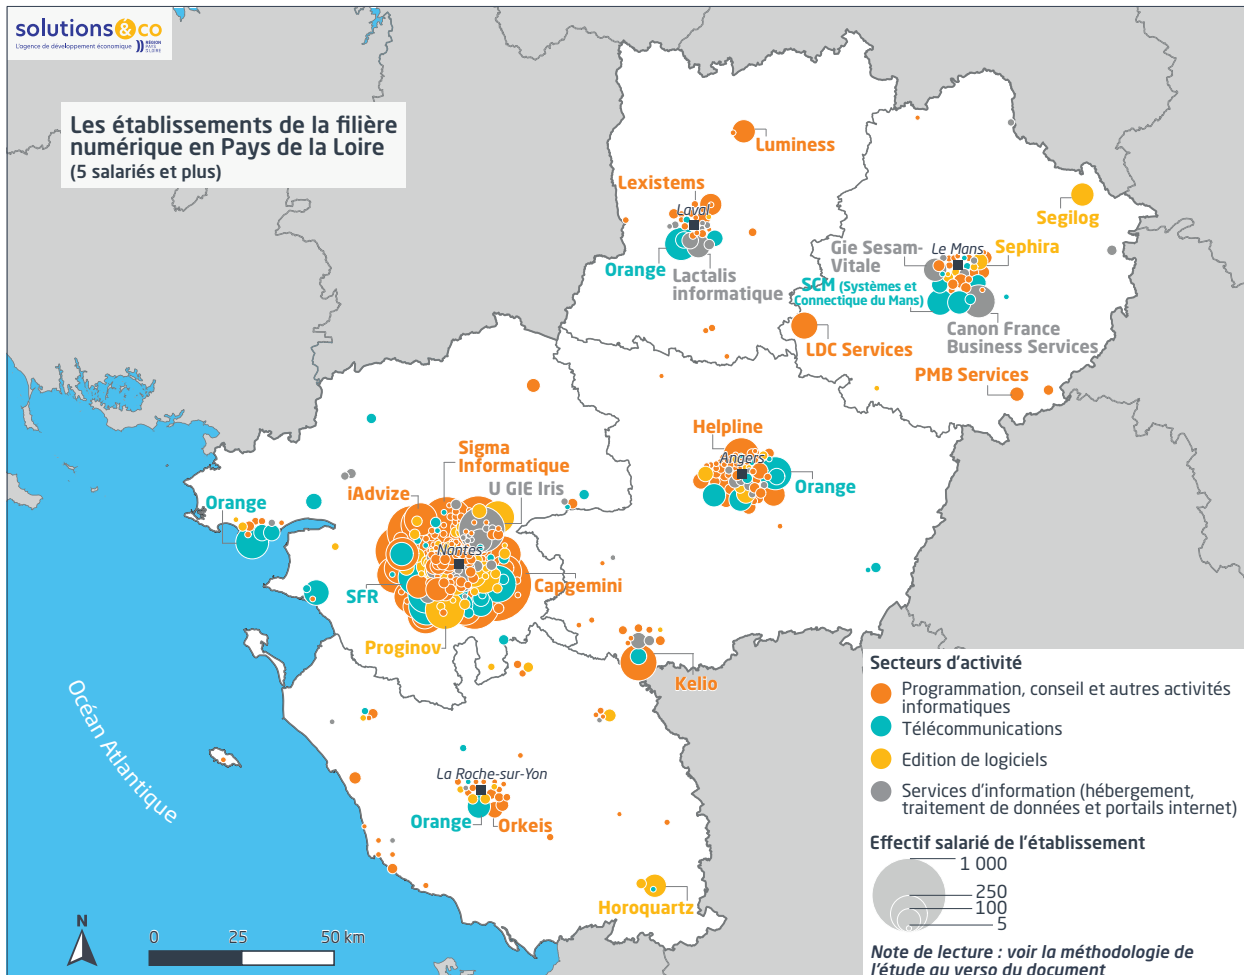 solutions&co
L'agence de développement économique
RÉGION
PAYS
DE LA LOIRE
Les établissements de la filière
numérique en Pays de la Loire
(5 salariés et plus)
Luminess
Lexistems
Laval
Orange
Lactalis
informatique
Segilog
Gie Sesam-
Vitale
Le Mans
Sephira
SCM (Systèmes et
Connectique du Mans)
Canon France
Business Services
LDC Services
PMB Services
Helpline
Angers
Orange
Sigma
Informatique
U GIE Iris
iAdvize
Orange
Nantes
SFR
Capgemini
Proginov
Kelio
Océan Atlantique
La Roche-sur-Yon
Orange
Orkeis
Horoquartz
N
0 25 50 km
Secteurs d'activité
Programmation, conseil et autres activités
informatiques
Télécommunications
Edition de logiciels
Services d'information (hébergement,
traitement de données et portails internet)
Effectif salarié de l'établissement
1 000
250
100
5
Note de lecture : voir la méthodologie de
l'étude au verso du document